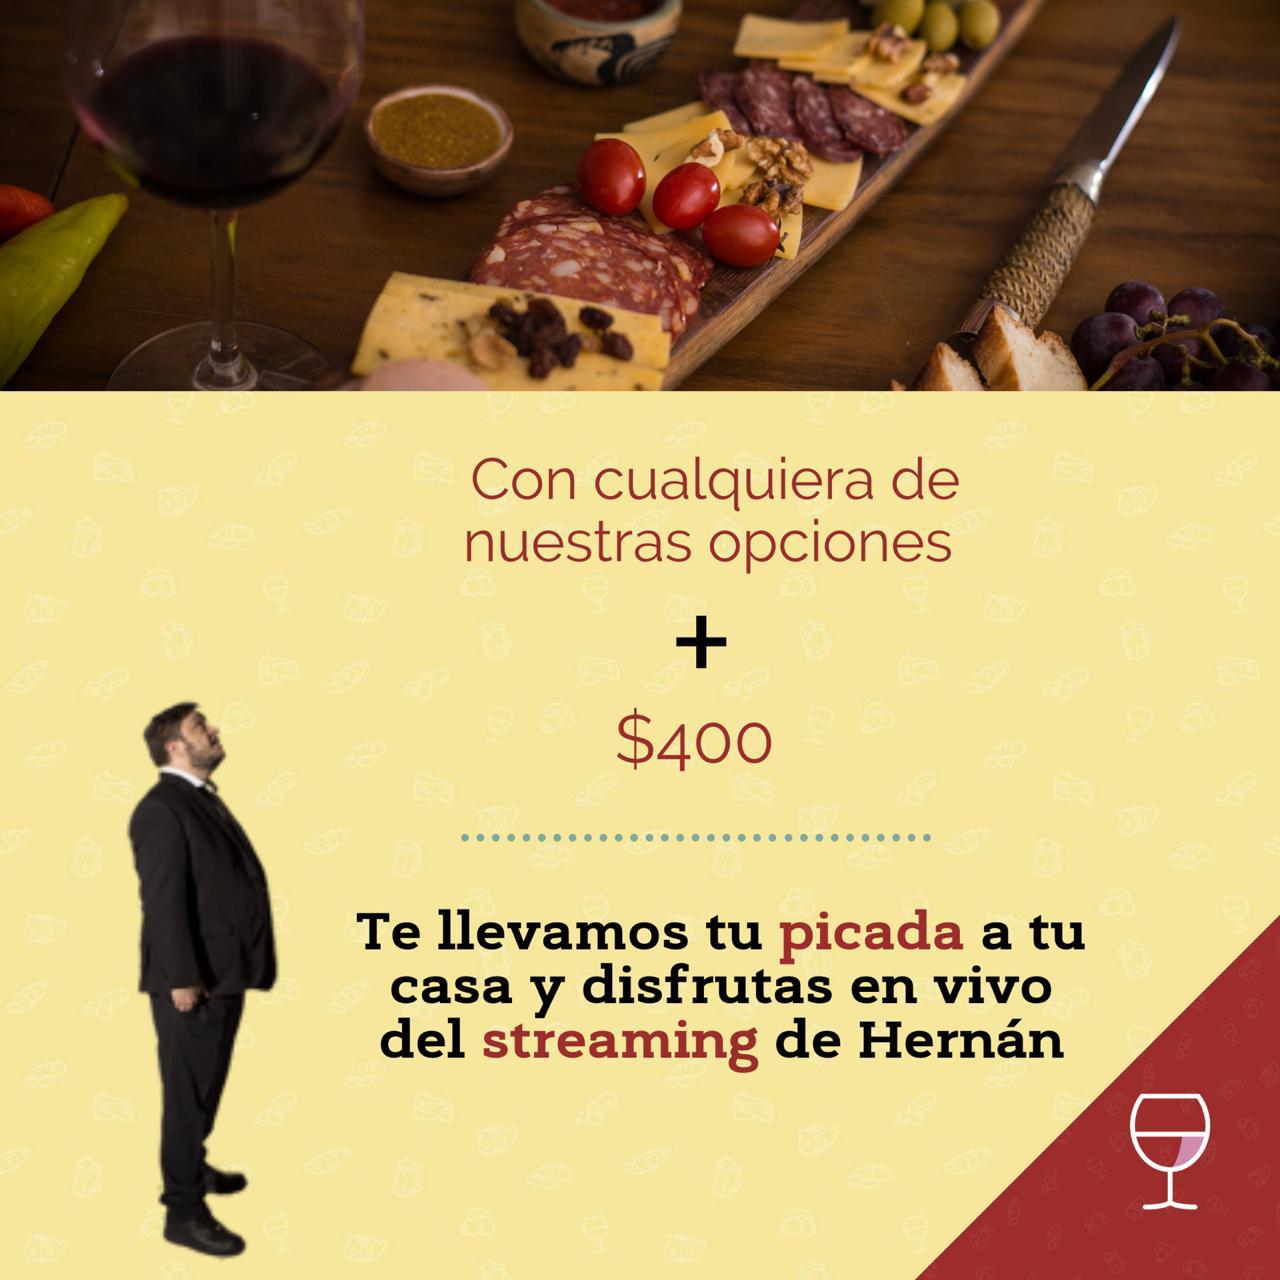 Con cualquiera de
nuestras opciones
+
$400
Te llevamos tu picada a tu
casa y disfrutas en vivo
del streaming de Hernán